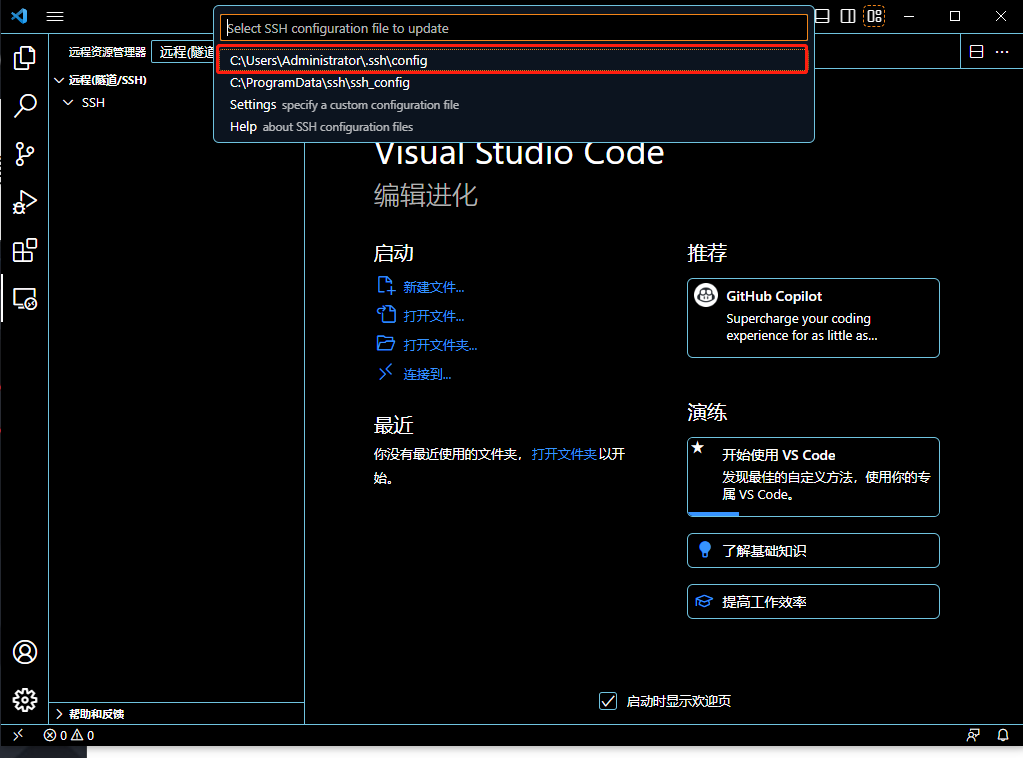 Select SSH configuration file to update
C:\Users\Administrator\.ssh\config
C:\ProgramData\ssh\ssh_config
Settings specify a custom configuration file
Help about SSH configuration files
远程资源管理器
远程(隧道
远程(隧道/SSH)
SSH
帮助和反馈
Visual Studio Code
编辑进化
启动
新建文件...
打开文件...
打开文件夹...
连接到...
最近
你没有最近使用的文件夹，打开文件夹以开
始。
推荐
GitHub Copilot
Supercharge your coding
experience for as little as...
演练
开始使用 VS Code
发现最佳的自定义方法，使用你的专
属 VS Code。
了解基础知识
提高工作效率
启动时显示欢迎页
0 0